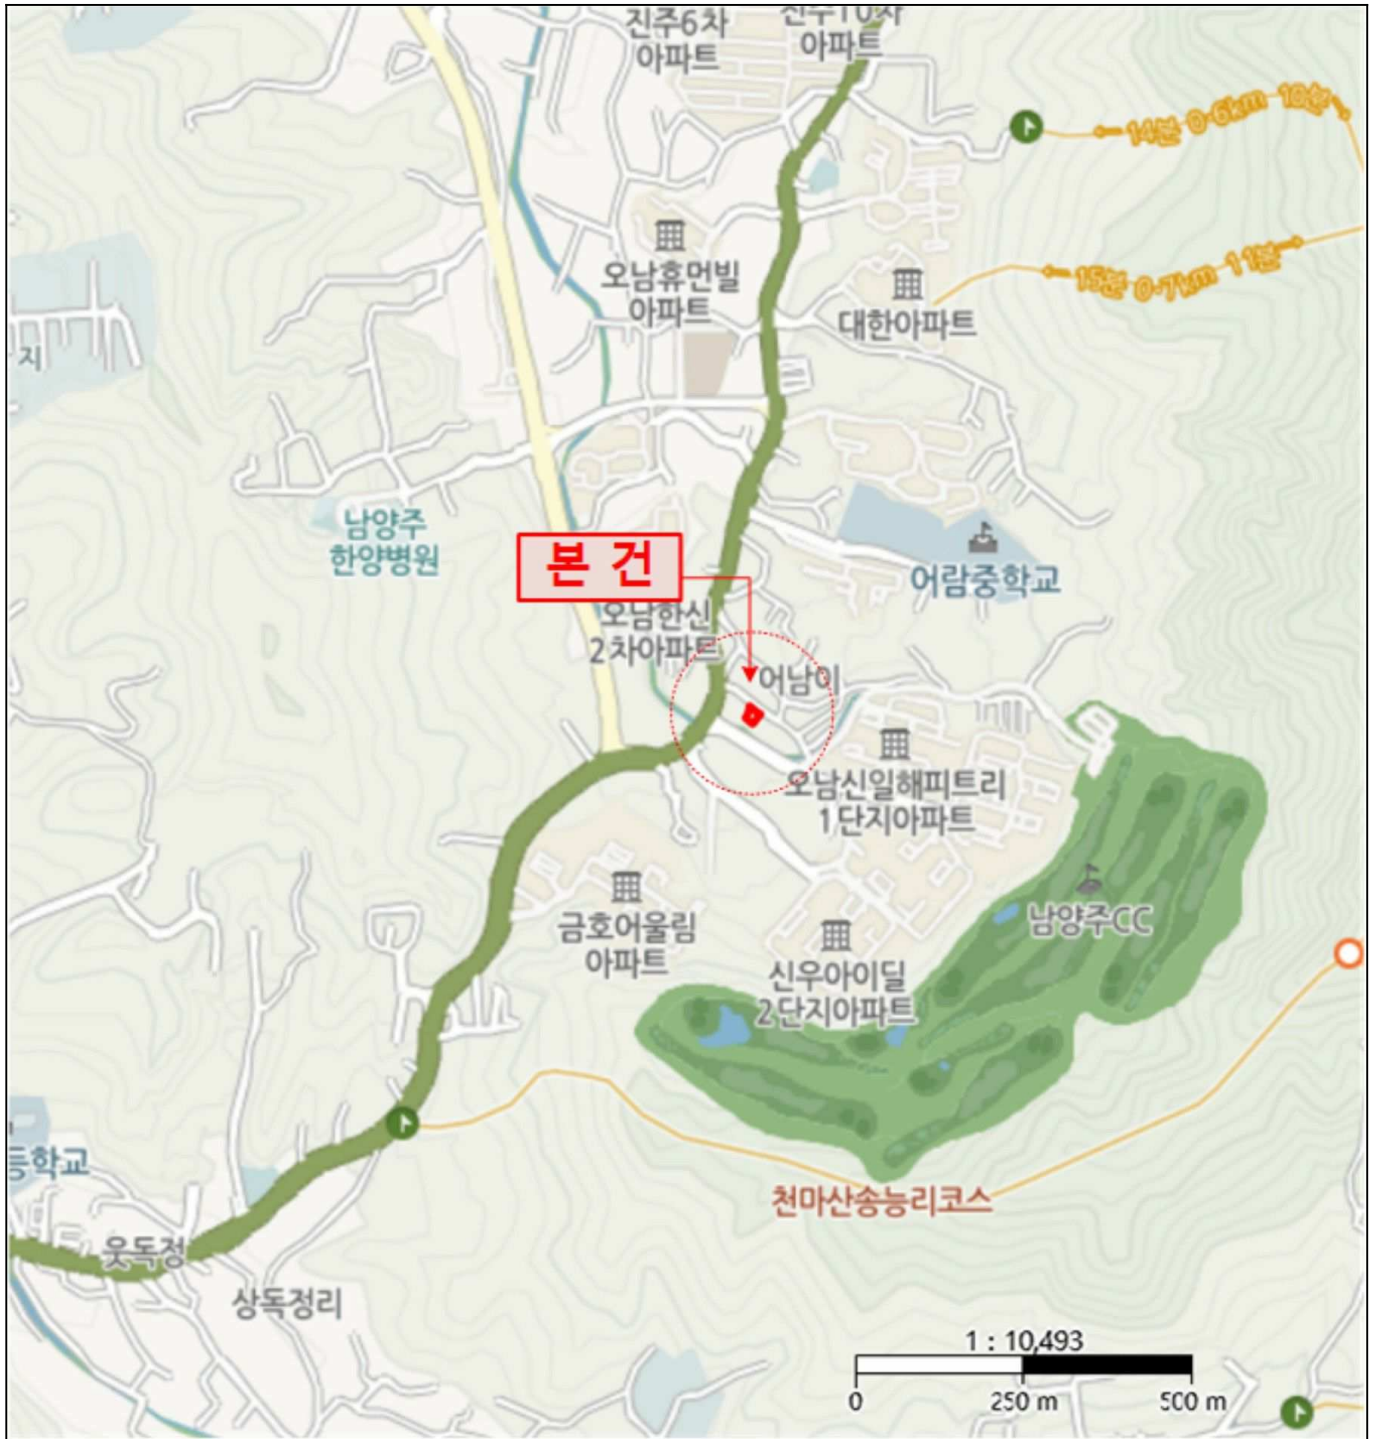 진주6차
아파트
진주10차
아파트
14분 0.6km 10분
오남휴먼빌
아파트
15분 0.7km 11분
대한아파트
지
남양주
한양병원
본 건
어람중학교
오남한신
2차아파트
어남이
오남신일해피트리
1단지아파트
금호어울림
아파트
남양주CC
신우아이딜
2단지아파트
등학교
천마산송능리코스
웃독정
상독정리
1 : 10,493
0
250 m
500 m